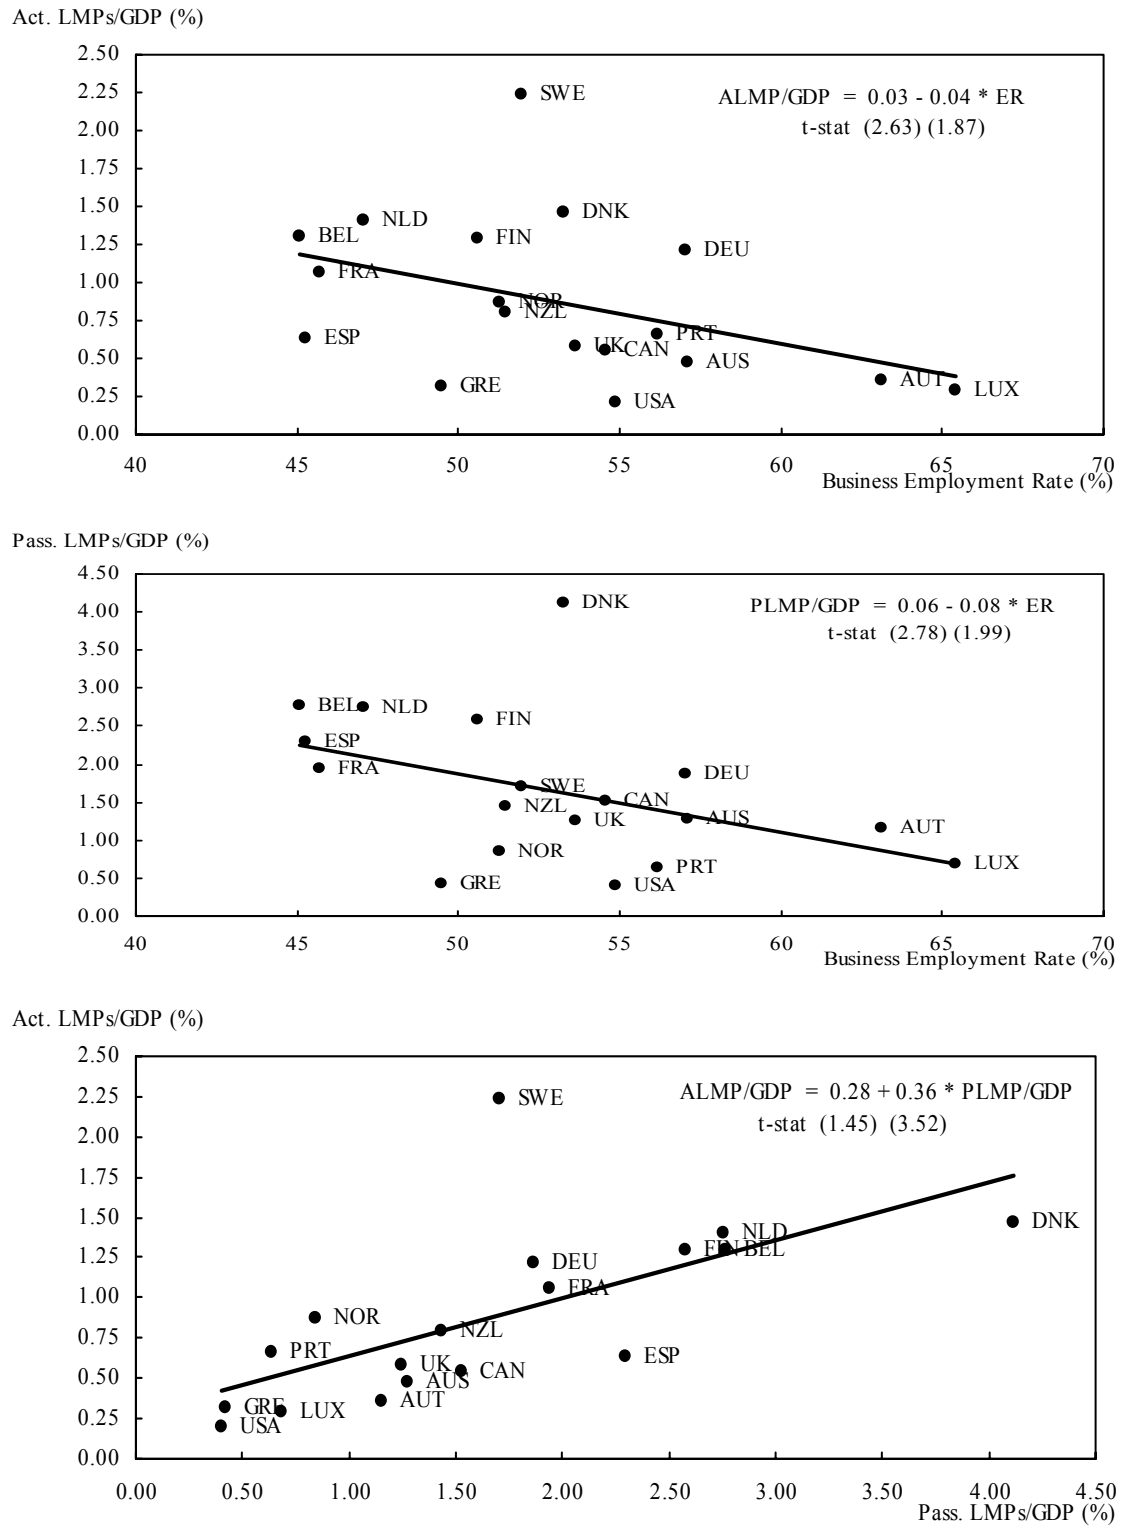 Act. LMPs/GDP (%)
2.50
2.25
2.00
1.75
1.50
1.25
1.00
0.75
0.50
0.25
0.00
ALMP/GDP = 0.03 - 0.04 * ER
t-stat (2.63) (1.87)
SWE
DNK
NLD
BEL
FIN
DEU
FRA
NOR
NZL
ESP
UK
CAN
PRT
AUS
GRE
USA
AUT
LUX
40 45 50 55 60 65 70
Business Employment Rate (%)
Pass. LMPs/GDP (%)
4.50
4.00
3.50
3.00
2.50
2.00
1.50
1.00
0.50
0.00
PLMP/GDP = 0.06 - 0.08 * ER
t-stat (2.78) (1.99)
DNK
BEL
NLD
FIN
ESP
FRA
SWE
DEU
NZL
CAN
UK
AUS
AUT
NOR
PRT
LUX
GRE
USA
40 45 50 55 60 65 70
Business Employment Rate (%)
Act. LMPs/GDP (%)
2.50
2.25
2.00
1.75
1.50
1.25
1.00
0.75
0.50
0.25
0.00
ALMP/GDP = 0.28 + 0.36 * PLMP/GDP
t-stat (1.45) (3.52)
SWE
DNK
NLD
FIN
BEL
DEU
FRA
NOR
NZL
PRT
UK
CAN
ESP
AUS
AUT
GRE
LUX
USA
0.00 0.50 1.00 1.50 2.00 2.50 3.00 3.50 4.00 4.50
Pass. LMPs/GDP (%)